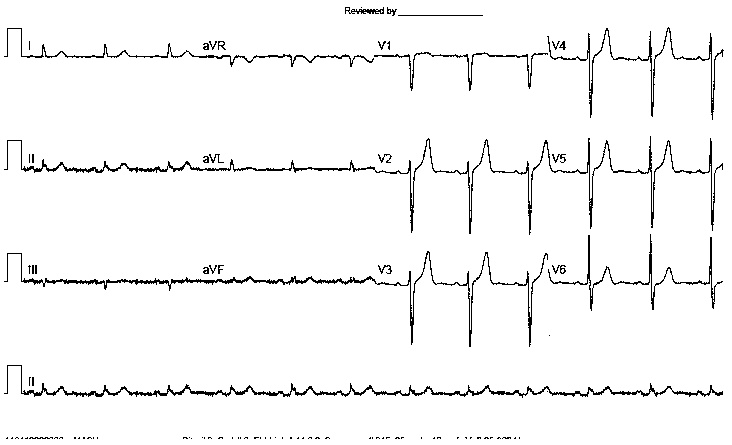 Reviewed by
I aVR V1 V4
II aVL V2 V5
III aVF V3 V6
II